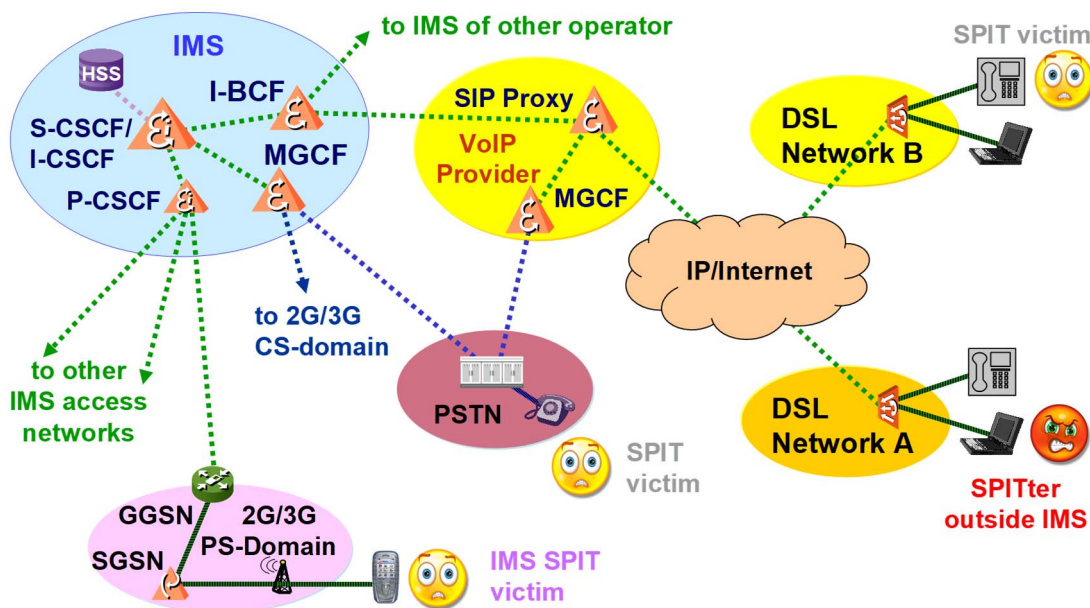 to IMS of other operator
IMS
HSS
I-BCF
S-CSCF/
I-CSCF
MGCF
P-CSCF
SIP Proxy
VoIP
Provider
MGCF
SPIT victim
DSL
Network B
IP/Internet
to 2G/3G
CS-domain
to other
IMS access
networks
PSTN
SPIT
victim
DSL
Network A
SPITter
outside IMS
GGSN
2G/3G
PS-Domain
SGSN
IMS SPIT
victim